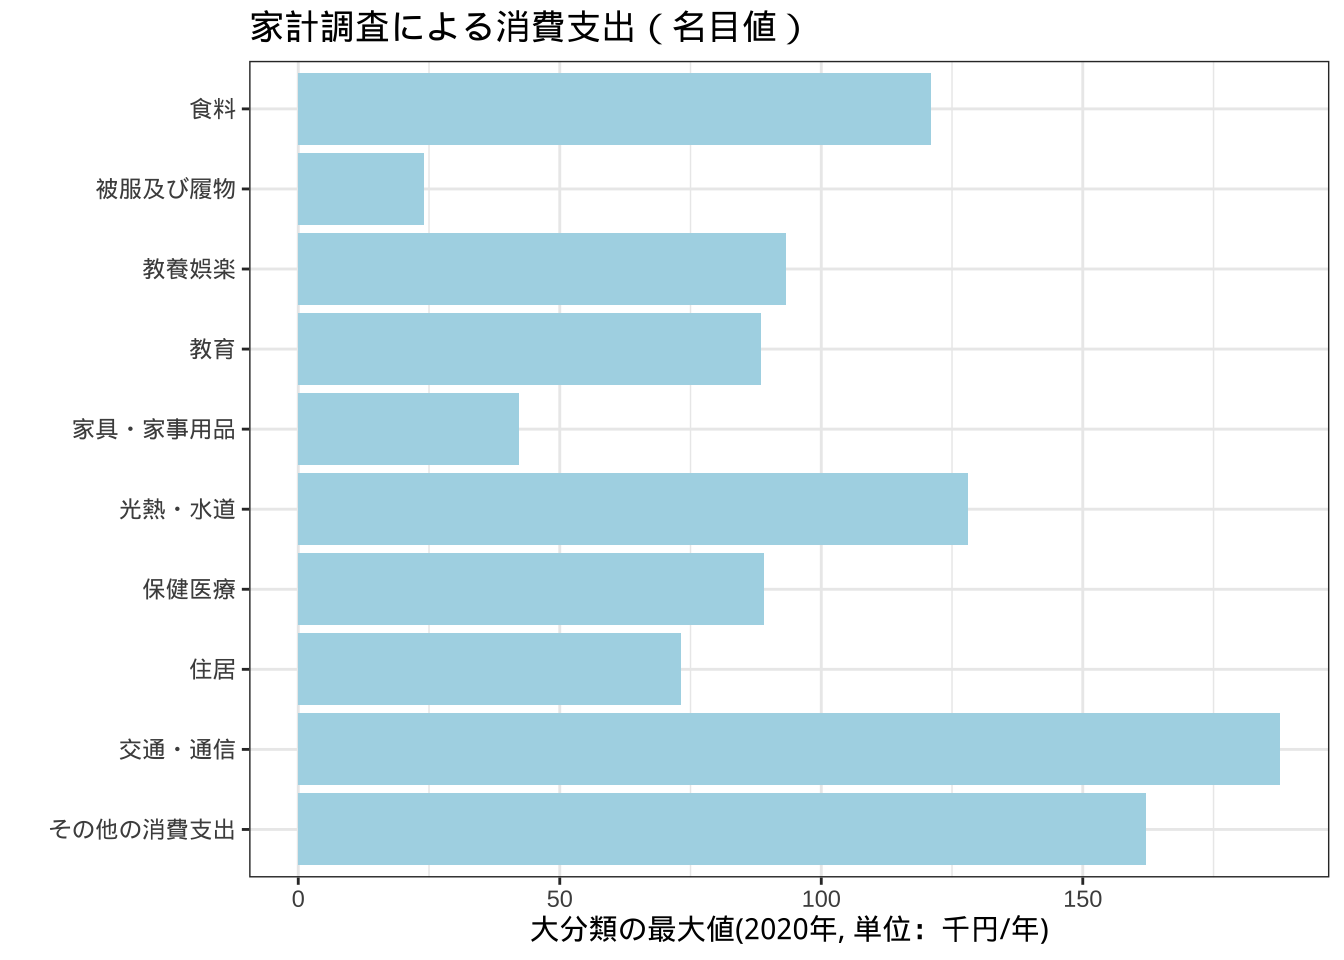 家計調査による消費支出（名目値）
食料
被服及び履物
教養娯楽
教育
家具・家事用品
光熱・水道
保健医療
住居
交通・通信
その他の消費支出
0 50 100 150
大分類の最大値(2020年, 単位：千円/年)